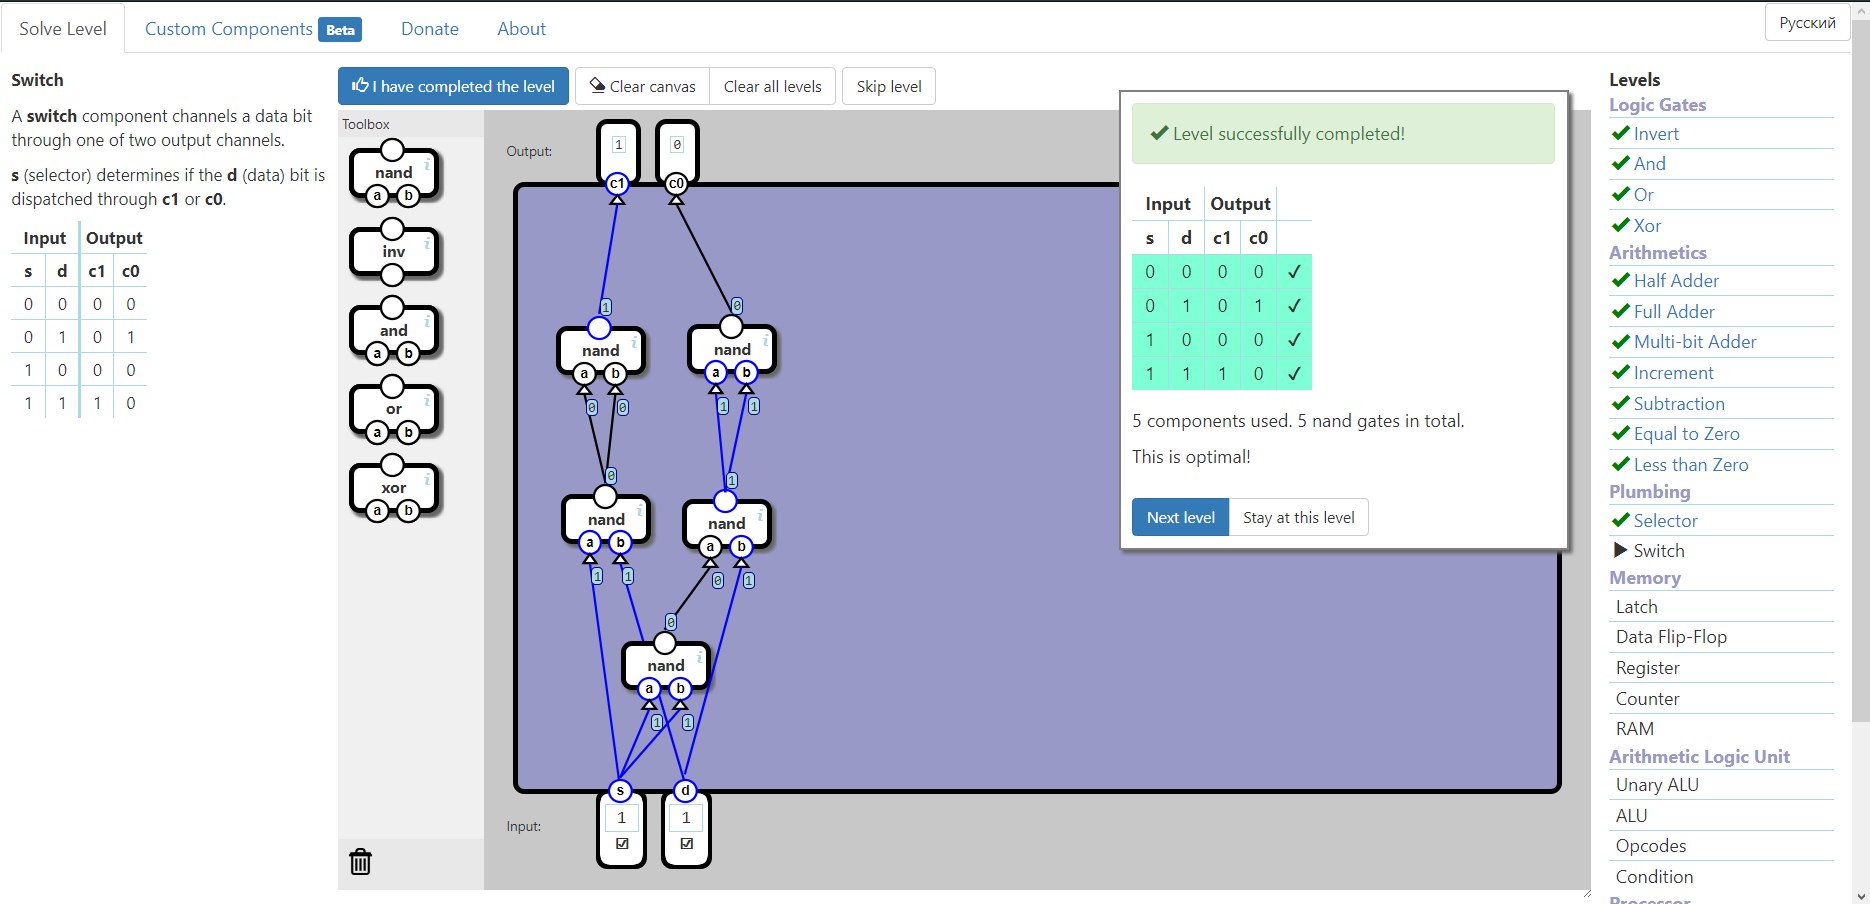 Solve Level Custom Components Beta Donate About Русский
Switch
A switch component channels a data bit
through one of two output channels.
s (selector) determines if the d (data) bit is
dispatched through c1 or c0.
Input Output
s d c1 c0
0 0 0 0
0 1 0 1
1 0 0 0
1 1 1 0
I have completed the level Clear canvas Clear all levels Skip level
Toolbox
nand i
a b
inv i
and i
a b
or i
a b
xor i
a b
Output:
1 0
c1 c0
1 0
nand i nand i
a b a b
0 0 1 1
0 1
nand i nand i
a b a b
1 1 0 1
0
nand i
a b
1 1
s d
Input:
1 1
Level successfully completed!
Input Output
s d c1 c0
0 0 0 0 ✓
0 1 0 1 ✓
1 0 0 0 ✓
1 1 1 0 ✓
5 components used. 5 nand gates in total.
This is optimal!
Next level Stay at this level
Levels
Logic Gates
Invert
And
Or
Xor
Arithmetics
Half Adder
Full Adder
Multi-bit Adder
Increment
Subtraction
Equal to Zero
Less than Zero
Plumbing
Selector
Switch
Memory
Latch
Data Flip-Flop
Register
Counter
RAM
Arithmetic Logic Unit
Unary ALU
ALU
Opcodes
Condition
Processor